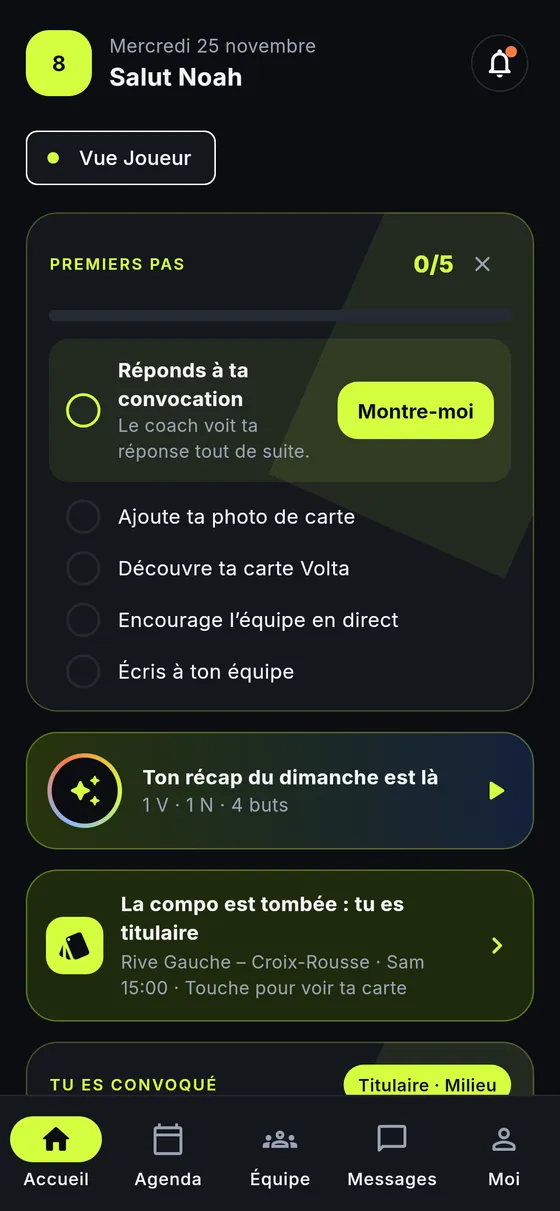 8
Mercredi 25 novembre
Salut Noah
Vue Joueur
PREMIERS PAS
0/5
Réponds à ta
convocation
Le coach voit ta
réponse tout de suite.
Montre-moi
Ajoute ta photo de carte
Découvre ta carte Volta
Encourage l’équipe en direct
Écris à ton équipe
Ton récap du dimanche est là
1 V · 1 N · 4 buts
La compo est tombée : tu es
titulaire
Rive Gauche – Croix-Rousse · Sam
15:00 · Touche pour voir ta carte
TU ES CONVOQUÉ
Titulaire · Milieu
Accueil
Agenda
Équipe
Messages
Moi